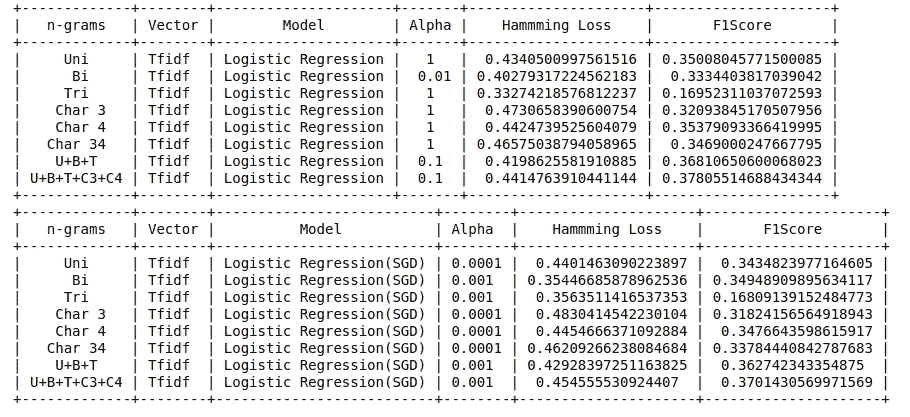 +-------------+--------+---------------------+-------+---------------------+---------------------+
| n-grams | Vector | Model | Alpha | Hammming Loss | F1Score |
+-------------+--------+---------------------+-------+---------------------+---------------------+
| Uni | Tfidf | Logistic Regression | 1 | 0.4340500997561516 | 0.35008045771500085 |
| Bi | Tfidf | Logistic Regression | 0.01 | 0.40279317224562183 | 0.3334403817039042 |
| Tri | Tfidf | Logistic Regression | 1 | 0.33274218576812237 | 0.16952311037072593 |
| Char 3 | Tfidf | Logistic Regression | 1 | 0.4730658390600754 | 0.32093845170507956 |
| Char 4 | Tfidf | Logistic Regression | 1 | 0.4424739525604079 | 0.35379093366419995 |
| Char 34 | Tfidf | Logistic Regression | 1 | 0.46575038794058965 | 0.3469000247667795 |
| U+B+T | Tfidf | Logistic Regression | 0.1 | 0.4198625581910885 | 0.36810650600068023 |
| U+B+T+C3+C4 | Tfidf | Logistic Regression | 0.1 | 0.4414763910441144 | 0.37805514688434344 |
+-------------+--------+---------------------+-------+---------------------+---------------------+
+-------------+--------+--------------------------+--------+---------------------+---------------------+
| n-grams | Vector | Model | Alpha | Hammming Loss | F1Score |
+-------------+--------+--------------------------+--------+---------------------+---------------------+
| Uni | Tfidf | Logistic Regression(SGD) | 0.0001 | 0.4401463090223897 | 0.3434823977164605 |
| Bi | Tfidf | Logistic Regression(SGD) | 0.001 | 0.35446685878962536 | 0.34948909895634117 |
| Tri | Tfidf | Logistic Regression(SGD) | 0.001 | 0.3563511416537353 | 0.16809139152484773 |
| Char 3 | Tfidf | Logistic Regression(SGD) | 0.0001 | 0.4830414542230104 | 0.31824156564918943 |
| Char 4 | Tfidf | Logistic Regression(SGD) | 0.0001 | 0.4454666371092884 | 0.3476643598615917 |
| Char 34 | Tfidf | Logistic Regression(SGD) | 0.0001 | 0.46209266238084684 | 0.33784440842787683 |
| U+B+T | Tfidf | Logistic Regression(SGD) | 0.001 | 0.42928397251163825 | 0.362742343354875 |
| U+B+T+C3+C4 | Tfidf | Logistic Regression(SGD) | 0.001 | 0.454555530924407 | 0.3701430569971569 |
+-------------+--------+--------------------------+--------+---------------------+---------------------+